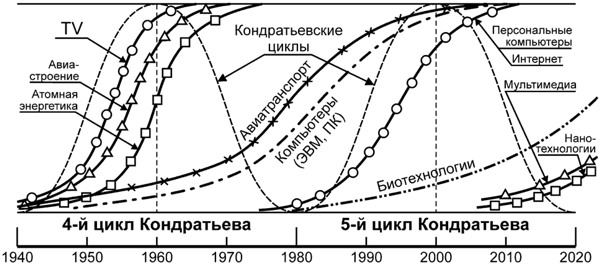 TV
Авиа-
строение
Атомная
энергетика
Кондратьевские
циклы
Авиатранспорт
Компьютеры
(ЭВМ, ПК)
Персональные
компьютеры
Интернет
Мультимедиа
Нано-
технологии
Биотехнологии
4-й цикл Кондратьева
5-й цикл Кондратьева
1940 1950 1960 1970 1980 1990 2000 2010 2020